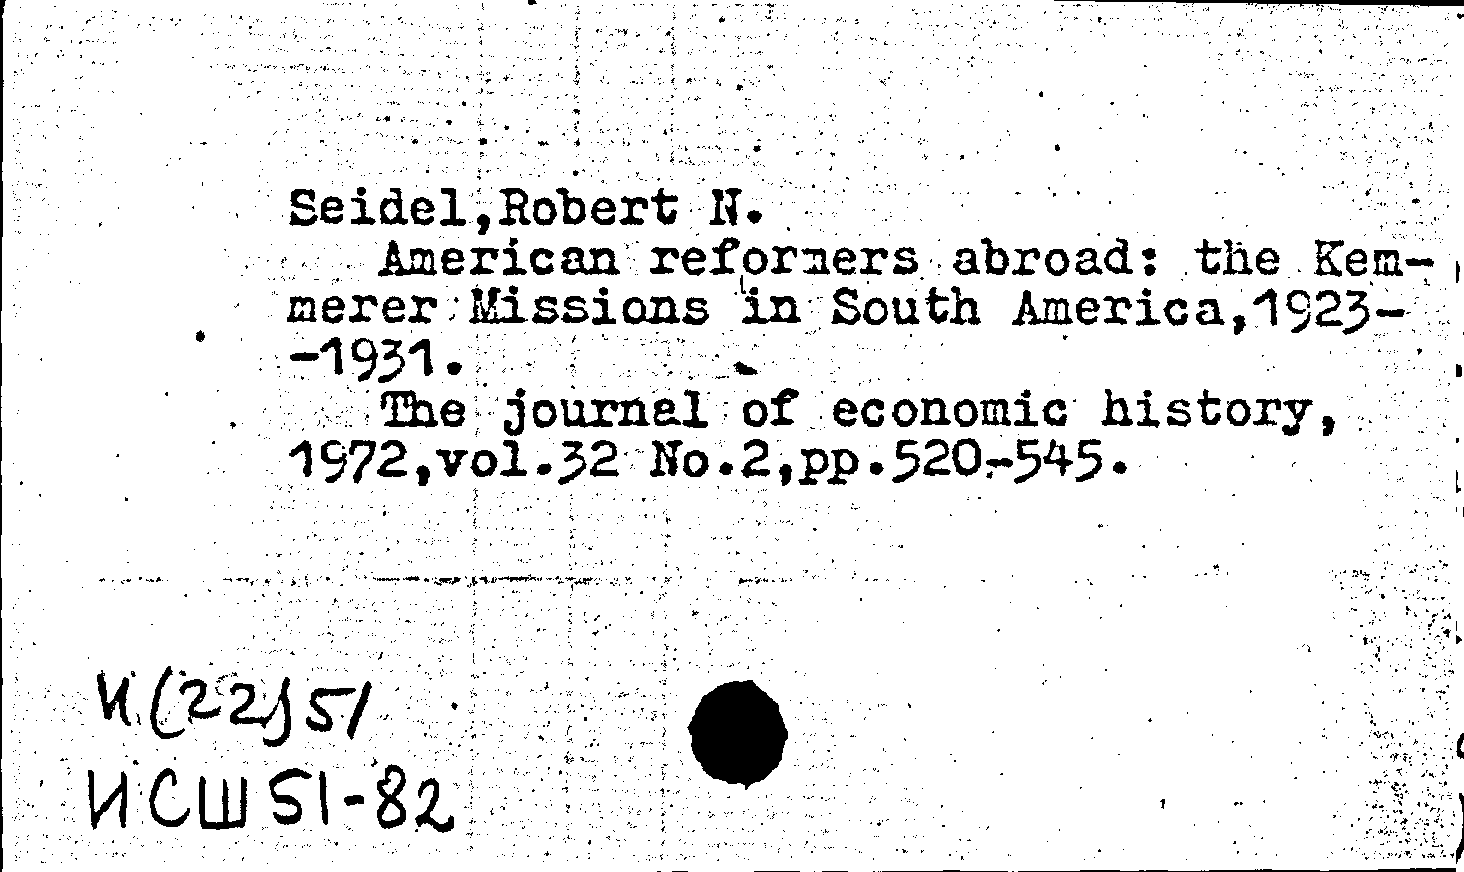 Seidel,Robert N.
American reformers abroad: the Kem-
merer Missions in South America,1923-
-1931.
The journal of economic history,
1972,vol.32 No.2,pp.520-545.
И(22)51
ИСШ51-82